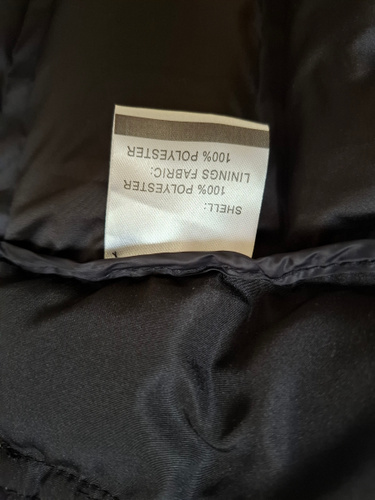 SHELL:
100% POLYESTER
LININGS FABRIC:
100% POLYESTER